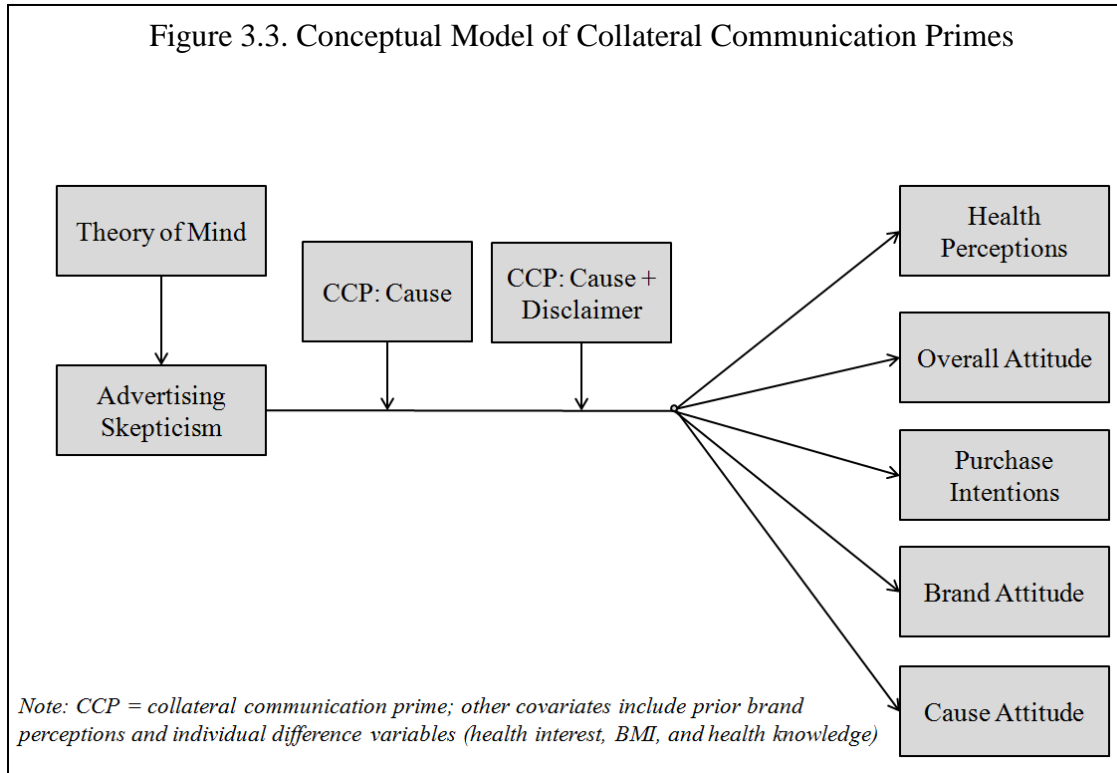 Figure 3.3. Conceptual Model of Collateral Communication Primes
Theory of Mind
Advertising
Skepticism
CCP: Cause
CCP: Cause +
Disclaimer
Health
Perceptions
Overall Attitude
Purchase
Intentions
Brand Attitude
Cause Attitude
Note: CCP = collateral communication prime; other covariates include prior brand
perceptions and individual difference variables (health interest, BMI, and health knowledge)